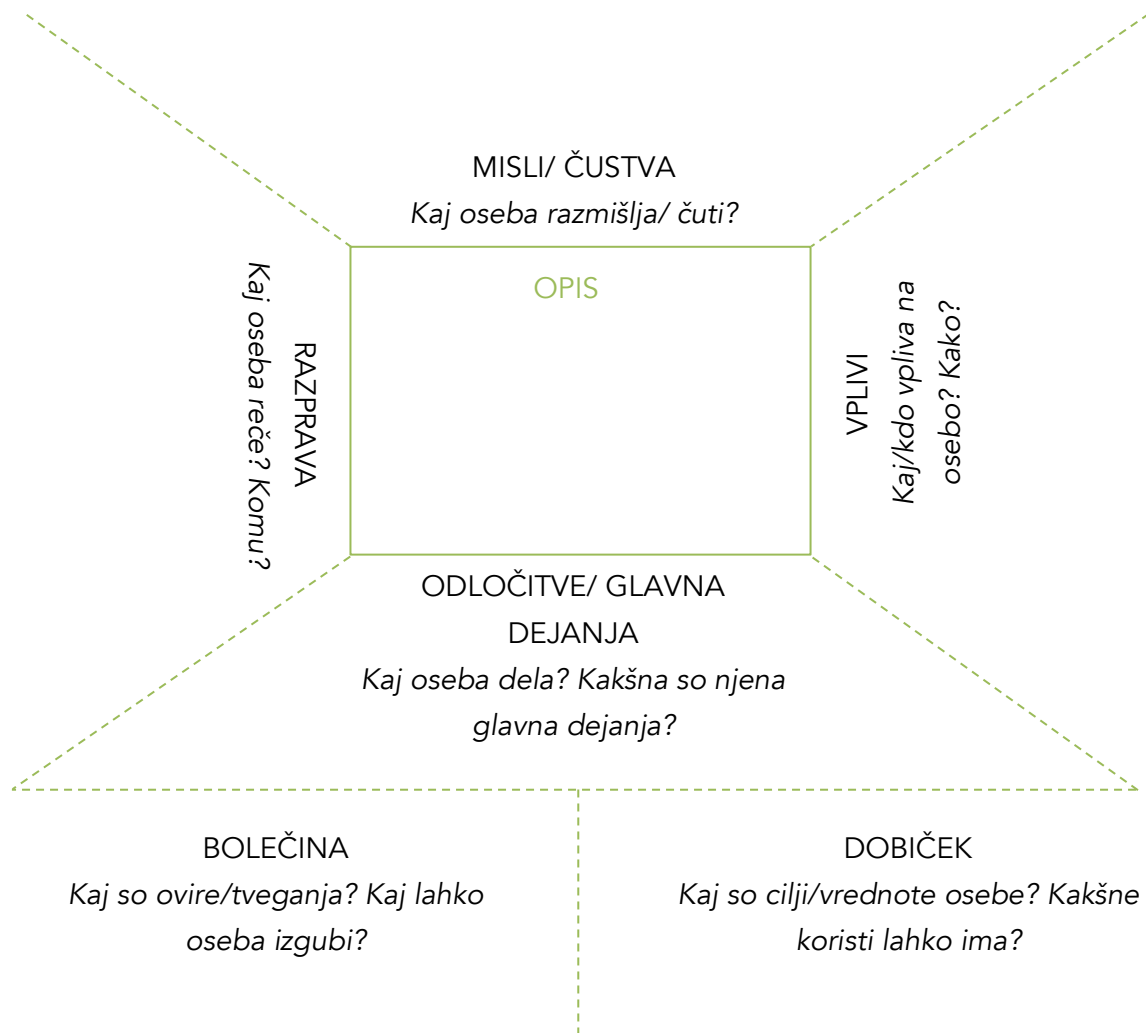 MISLI/ ČUSTVA
Kaj oseba razmišlja/ čuti?
OPIS
RAZPRAVA
Kaj oseba reče? Komu?
VPLIVI
Kaj/kdo vpliva na
osebo? Kako?
ODLOČITVE/ GLAVNA
DEJANJA
Kaj oseba dela? Kakšna so njena
glavna dejanja?
BOLEČINA
Kaj so ovire/tveganja? Kaj lahko
oseba izgubi?
DOBIČEK
Kaj so cilji/vrednote osebe? Kakšne
koristi lahko ima?